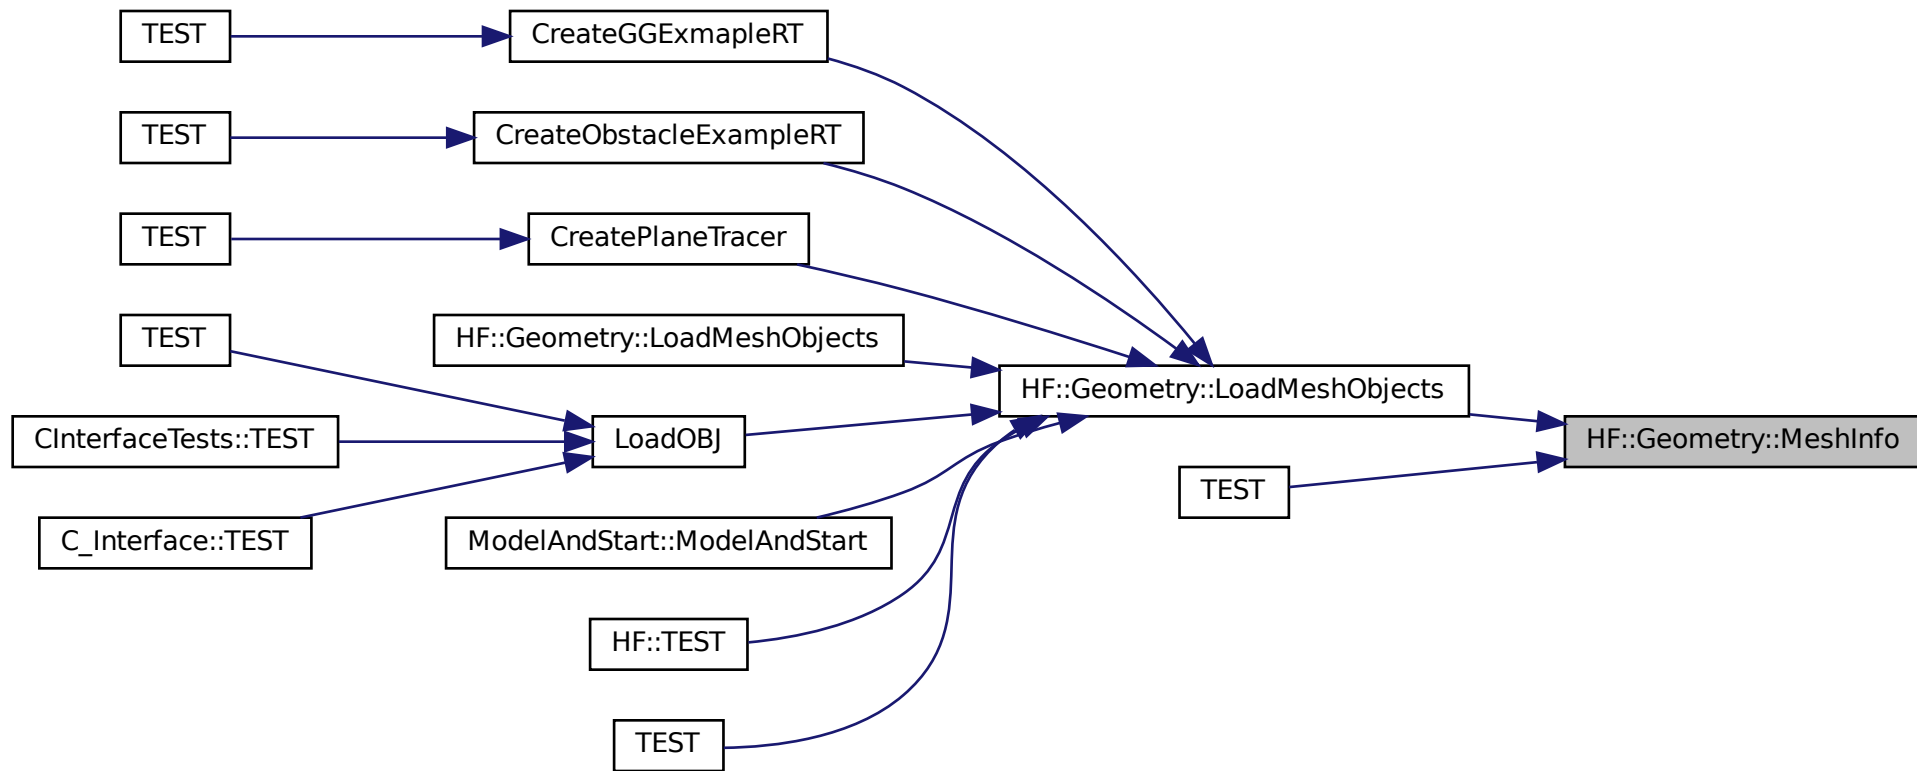 TEST
CreateGGExmapleRT
TEST
CreateObstacleExampleRT
TEST
CreatePlaneTracer
TEST
HF::Geometry::LoadMeshObjects
HF::Geometry::LoadMeshObjects
CInterfaceTests::TEST
LoadOBJ
HF::Geometry::MeshInfo
TEST
C_Interface::TEST
ModelAndStart::ModelAndStart
HF::TEST
TEST